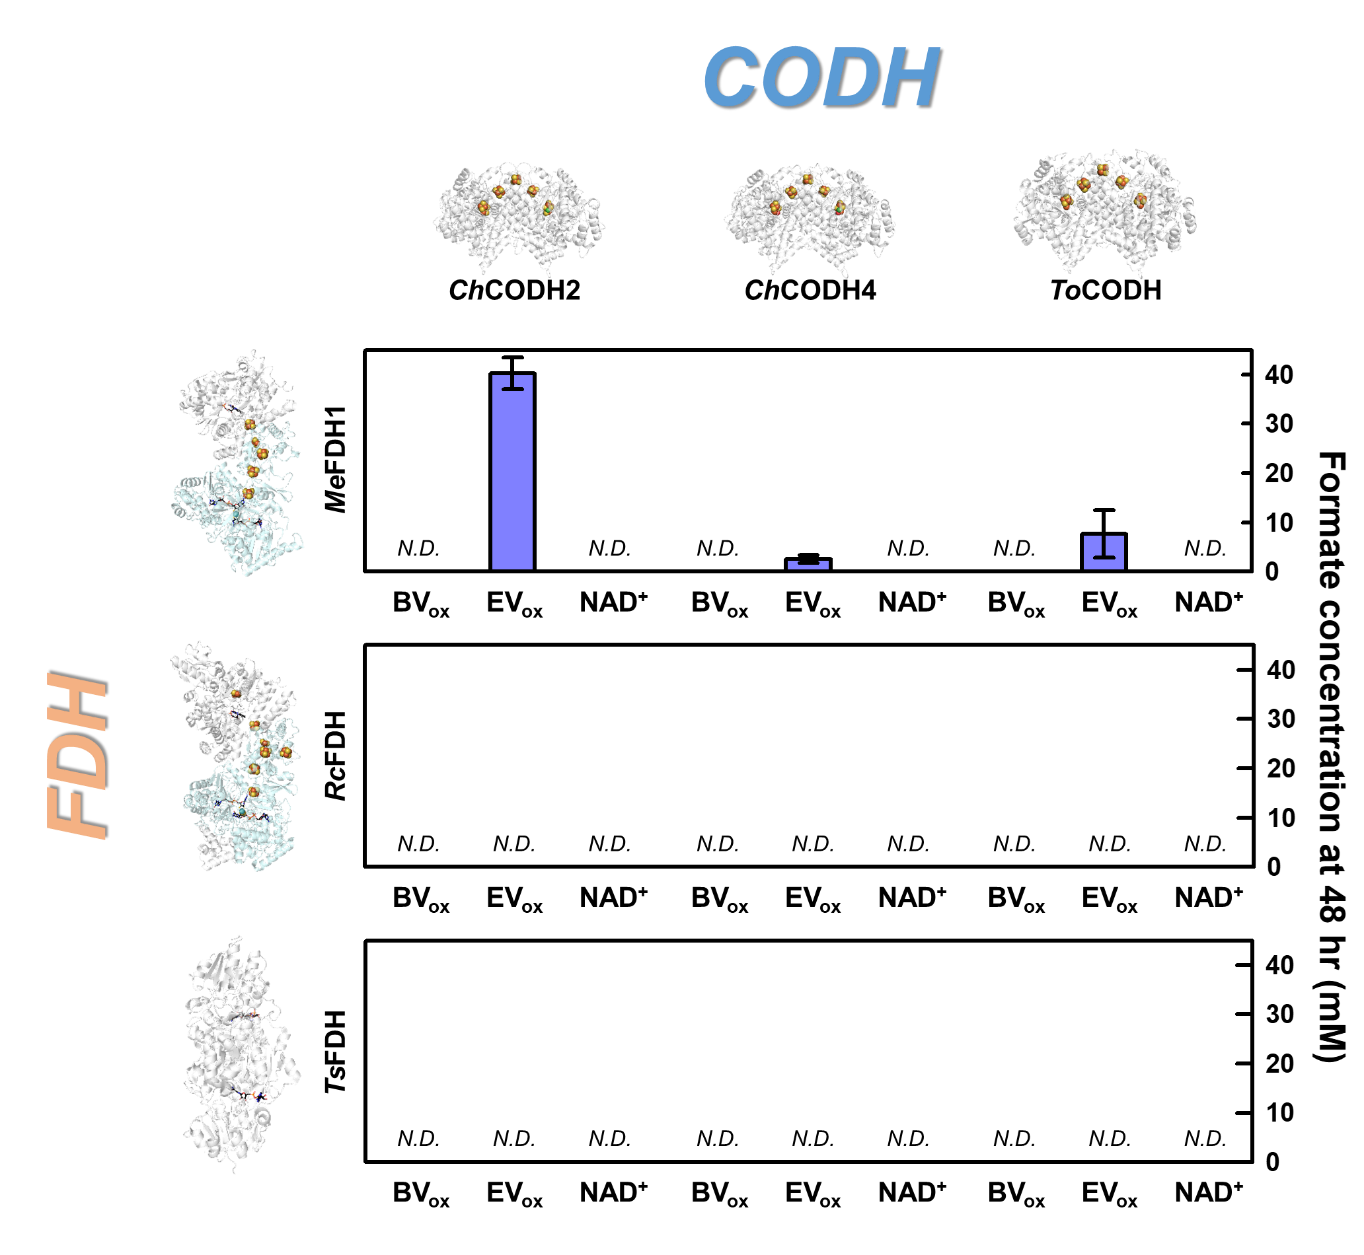 CODH
ChCODH2 ChCODH4 ToCODH
FDH
MeFDH1
N.D. N.D. N.D. N.D. N.D. N.D.
40
30
20
10
0
BVox EVox NAD+ BVox EVox NAD+ BVox EVox NAD+
RcFDH
N.D. N.D. N.D. N.D. N.D. N.D. N.D. N.D. N.D.
40
30
20
10
0
BVox EVox NAD+ BVox EVox NAD+ BVox EVox NAD+
TsFDH
N.D. N.D. N.D. N.D. N.D. N.D. N.D. N.D. N.D.
40
30
20
10
0
BVox EVox NAD+ BVox EVox NAD+ BVox EVox NAD+
Formate concentration at 48 hr (mM)